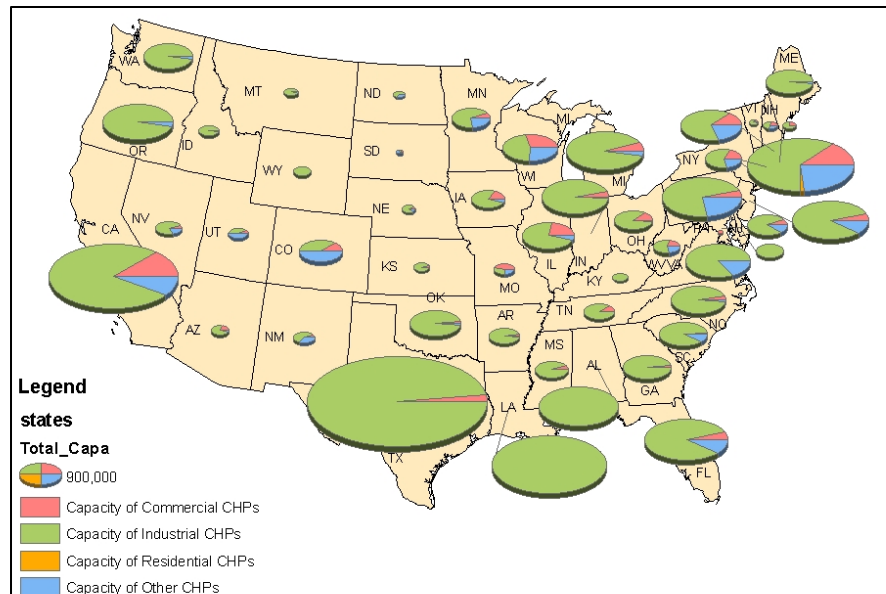 ME
WA
MT
ND
MN
VT
NH
OR
ID
MI
SD
WI
NY
WY
MI
IA
NE
PA
NV
OH
CA
UT
IL
IN
CO
WV
VA
KS
MO
KY
OK
TN
NC
AZ
NM
AR
SC
MS
AL
GA
Legend
LA
states
TX
Total_Capa
FL
900,000
Capacity of Commercial CHPs
Capacity of Industrial CHPs
Capacity of Residential CHPs
Capacity of Other CHPs